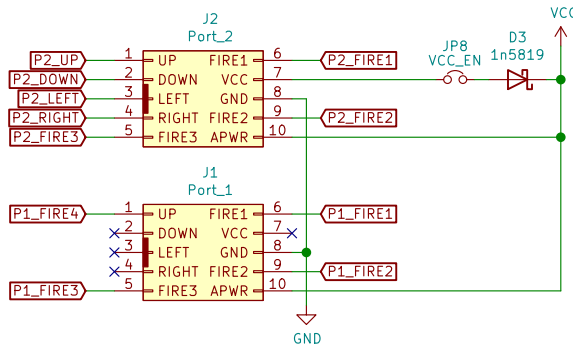 VCC
J2
Port_2
JP8
VCC_EN
D3
1n5819
P2_UP 1 UP FIRE1 6 P2_FIRE1
P2_DOWN 2 DOWN VCC 7
P2_LEFT 3 LEFT GND 8
P2_RIGHT 4 RIGHT FIRE2 9 P2_FIRE2
P2_FIRE3 5 FIRE3 APWR 10
J1
Port_1
P1_FIRE4 1 UP FIRE1 6 P1_FIRE1
2 DOWN VCC 7
3 LEFT GND 8
4 RIGHT FIRE2 9 P1_FIRE2
P1_FIRE3 5 FIRE3 APWR 10
GND